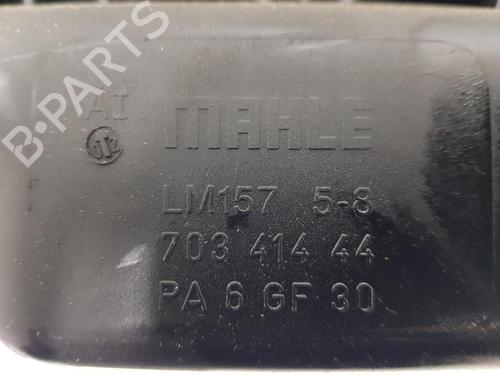 B-PARTS
AI
MAHLE
LM157 5-8
703 414 44
PA 6 GF 30